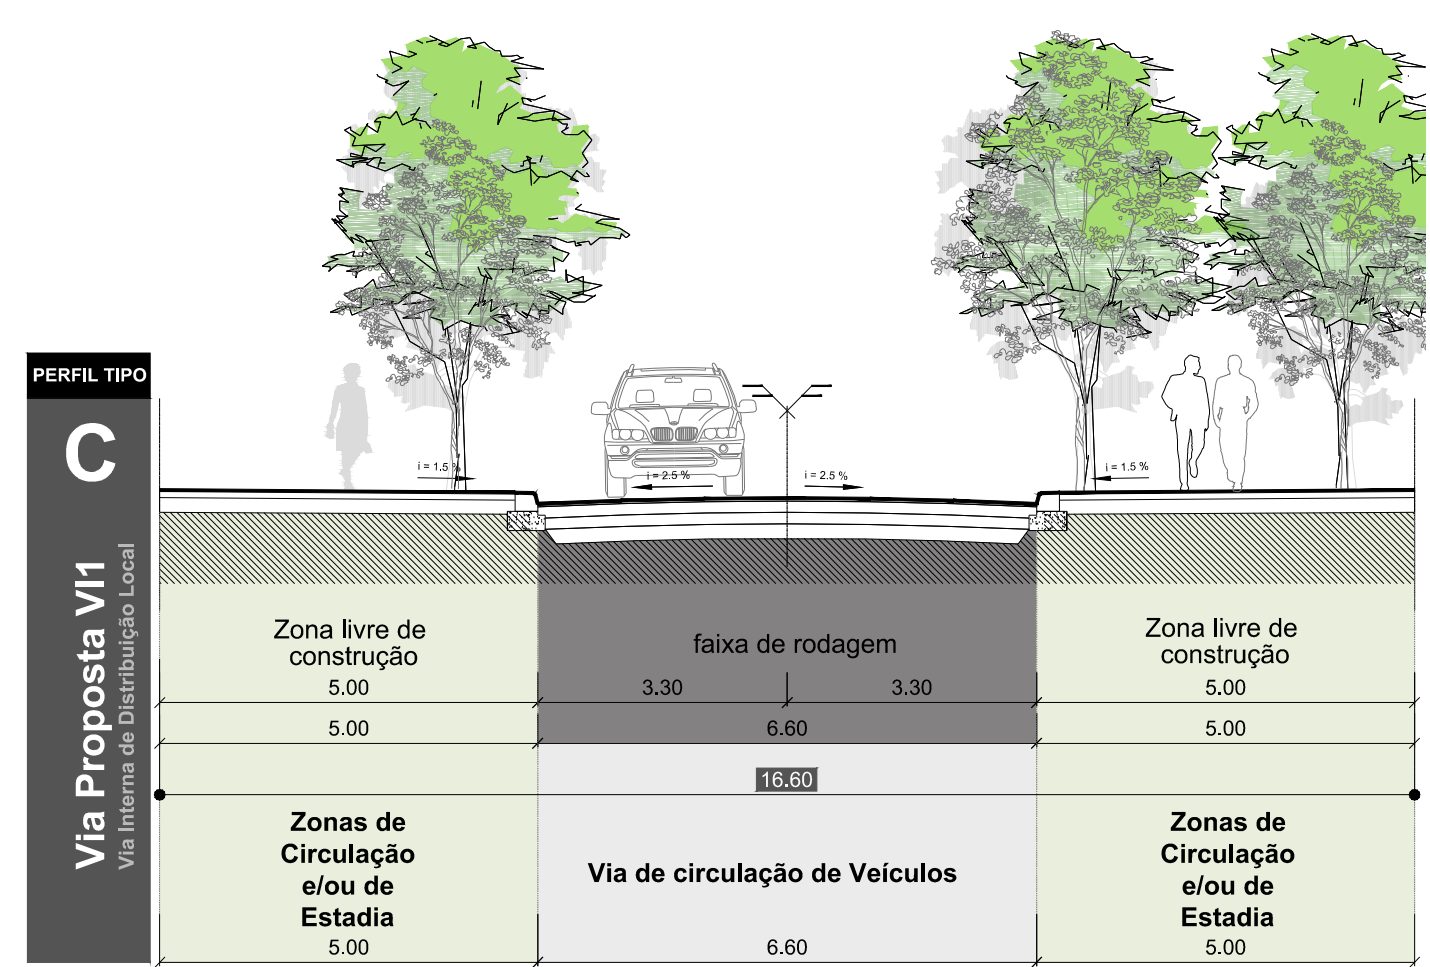 PERFIL TIPO
C
Via Proposta VI1
Via Interna de Distribuição Local
i = 1.5 %
i = 2.5 %
i = 2.5 %
i = 1.5 %
Zona livre de
construção
faixa de rodagem
Zona livre de
construção
5.00
3.30
3.30
5.00
5.00
6.60
5.00
16.60
Zonas de
Circulação
e/ou de
Estadia
Via de circulação de Veículos
Zonas de
Circulação
e/ou de
Estadia
5.00
6.60
5.00